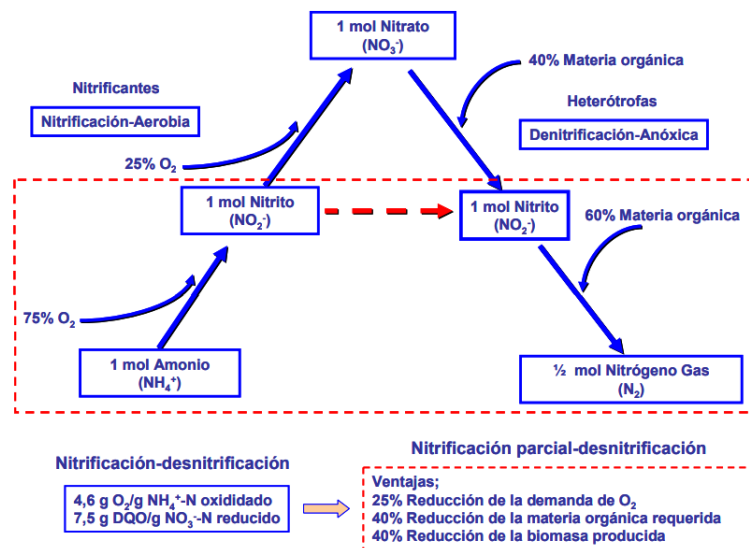 1 mol Nitrato
(NO₃⁻)
40% Materia orgánica
Nitrificantes
Heterótrofas
Nitrificación-Aerobia
Denitrificación-Anóxica
25% O₂
1 mol Nitrito
(NO₂⁻)
1 mol Nitrito
(NO₂⁻)
60% Materia orgánica
75% O₂
1 mol Amonio
(NH₄⁺)
½ mol Nitrógeno Gas
(N₂)
Nitrificación-desnitrificación
4,6 g O₂/g NH₄⁺-N oxididado
7,5 g DQO/g NO₃⁻-N reducido
Nitrificación parcial-desnitrificación
Ventajas;
25% Reducción de la demanda de O₂
40% Reducción de la materia orgánica requerida
40% Reducción de la biomasa producida